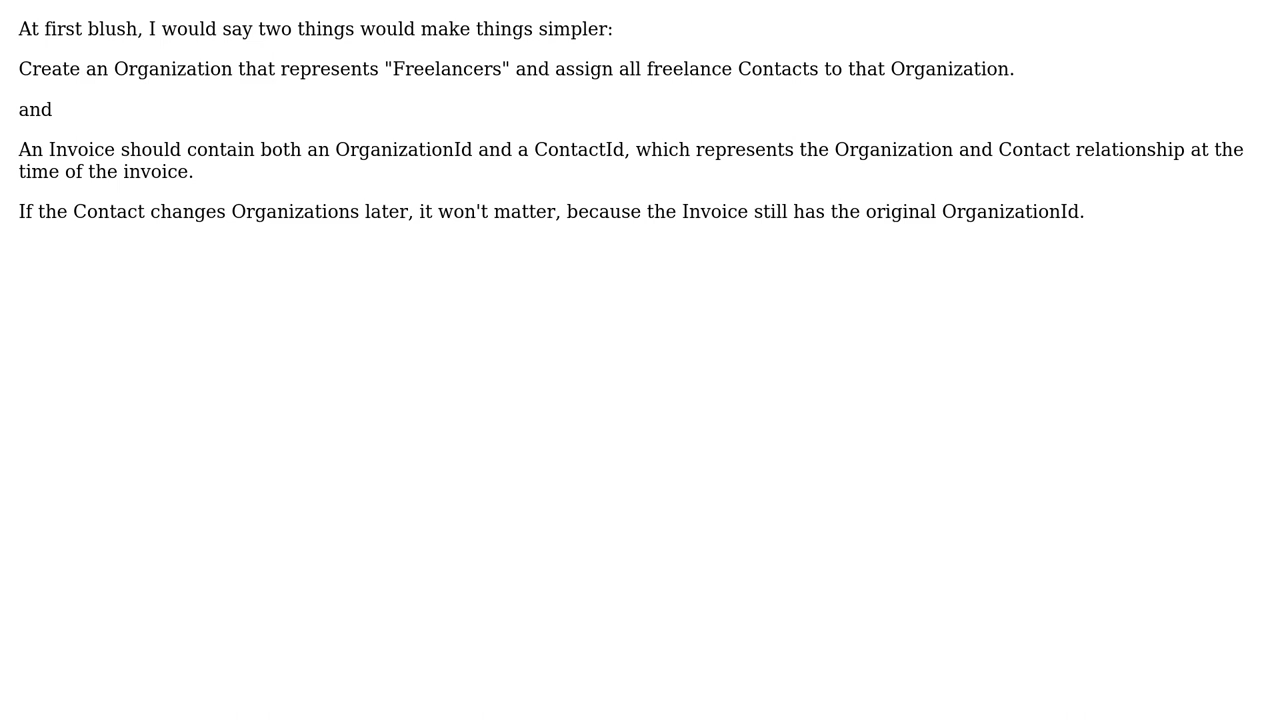 At first blush, I would say two things would make things simpler:
Create an Organization that represents "Freelancers" and assign all freelance Contacts to that Organization.
and
An Invoice should contain both an OrganizationId and a ContactId, which represents the Organization and Contact relationship at the
time of the invoice.
If the Contact changes Organizations later, it won't matter, because the Invoice still has the original OrganizationId.